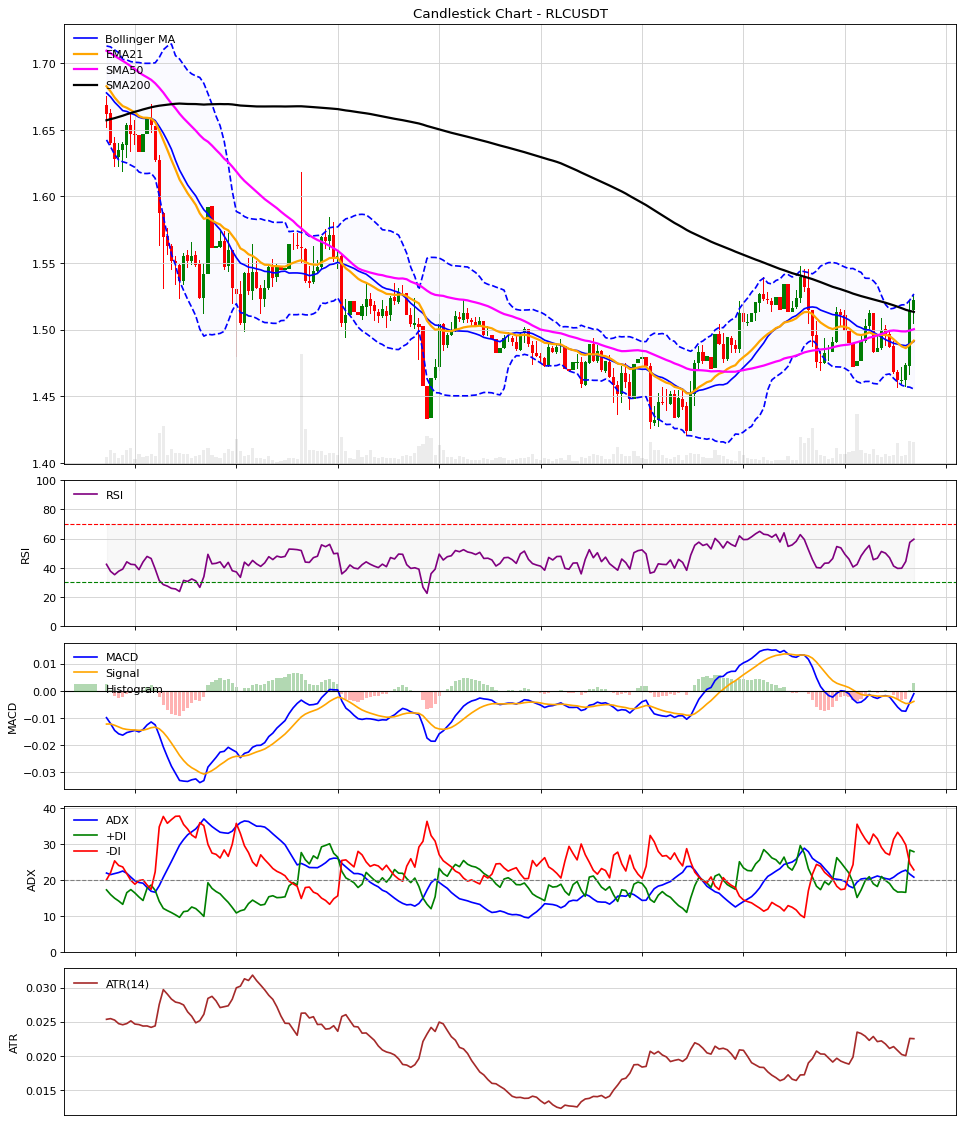 Candlestick Chart - RLCUSDT
Bollinger MA
EMA21
SMA50
SMA200
1.70
1.65
1.60
1.55
1.50
1.45
1.40
RSI
RSI
100
80
60
40
20
0
MACD
Signal
Histogram
MACD
0.01
0.00
−0.01
−0.02
−0.03
ADX
+DI
-DI
ADX
40
30
20
10
0
ATR(14)
ATR
0.030
0.025
0.020
0.015